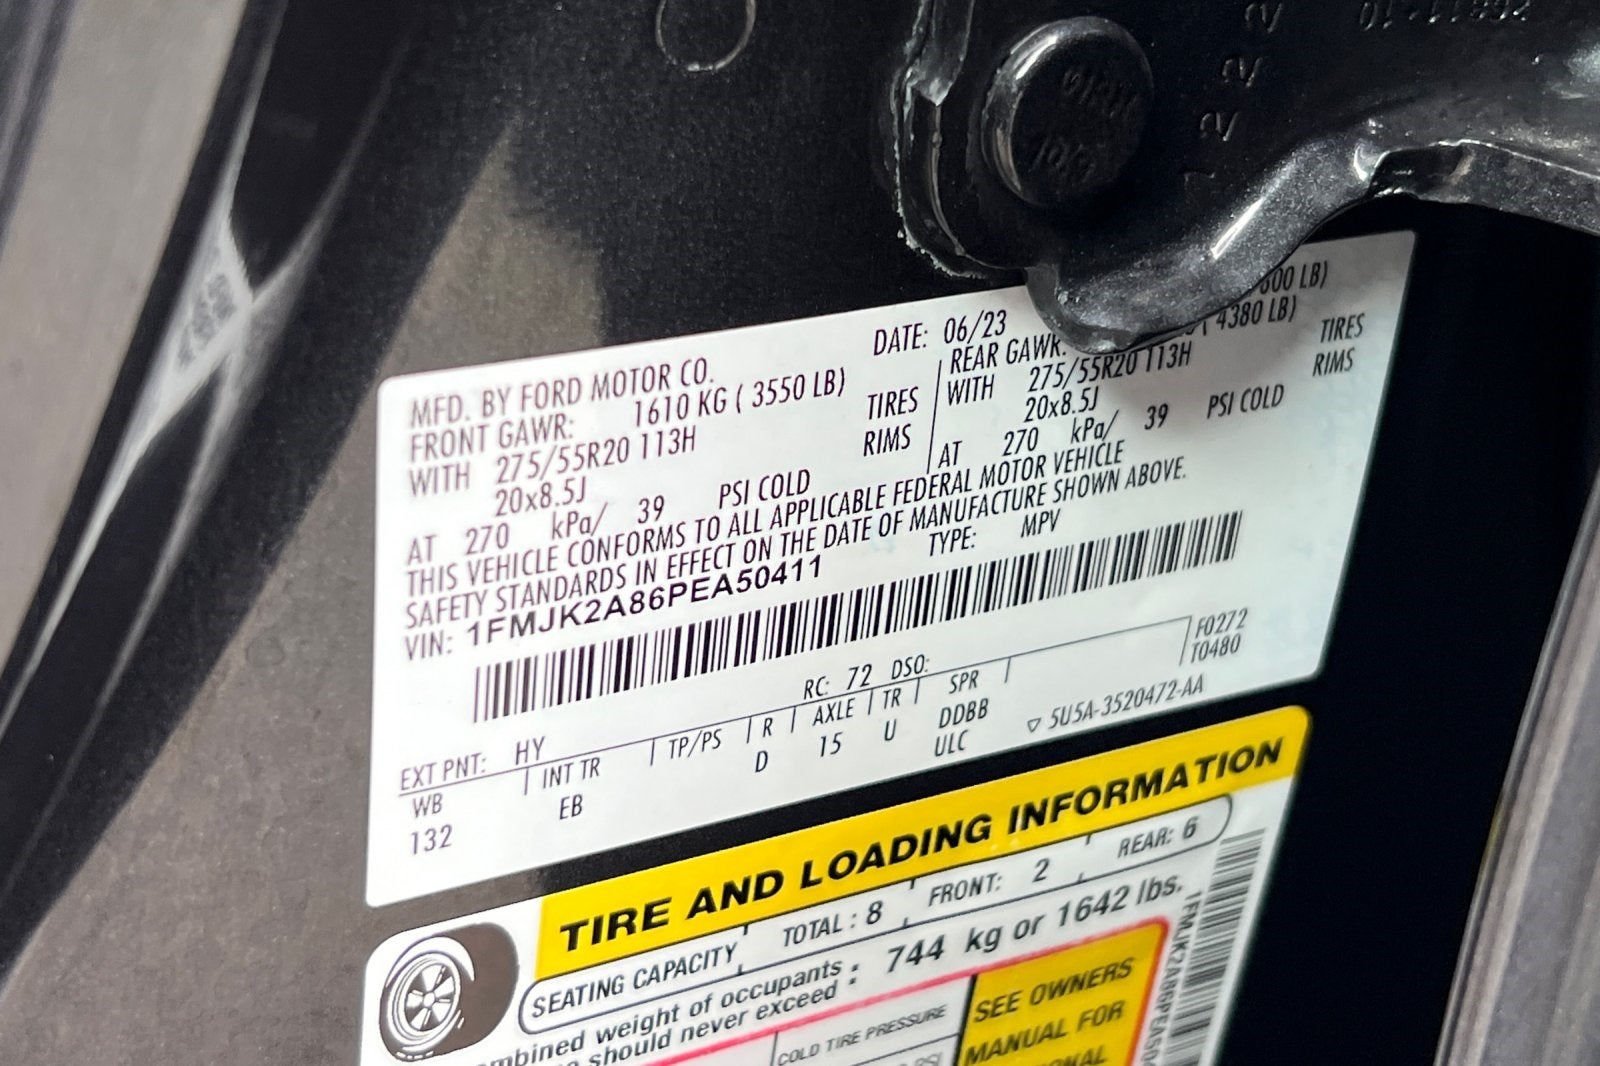 DATE: 06/23
MFD. BY FORD MOTOR CO.
600 LB)
FRONT GAWR: 1610 KG ( 3550 LB)
REAR GAWR: ( 4380 LB)
WITH 275/55R20 113H TIRES
WITH 275/55R20 113H TIRES
20x8.5J RIMS
20x8.5J RIMS
AT 270 kPa/ 39 PSI COLD
AT 270 kPa/ 39 PSI COLD
THIS VEHICLE CONFORMS TO ALL APPLICABLE FEDERAL MOTOR VEHICLE
SAFETY STANDARDS IN EFFECT ON THE DATE OF MANUFACTURE SHOWN ABOVE.
VIN: 1FMJK2A86PEA50411 TYPE: MPV
F0272
T0480
EXT PNT: HY RC: 72 DSO:
WB INT TR TP/PS R AXLE TR SPR
132 EB D 15 U DDBB
ULC
▽ 5U5A-3520472-AA
TIRE AND LOADING INFORMATION
SEATING CAPACITY TOTAL : 8 FRONT: 2 REAR: 6
mbined weight of occupants : 744 kg or 1642 lbs.
should never exceed :
COLD TIRE PRESSURE
SEE OWNERS
MANUAL FOR
1FMJK2A86PEA50